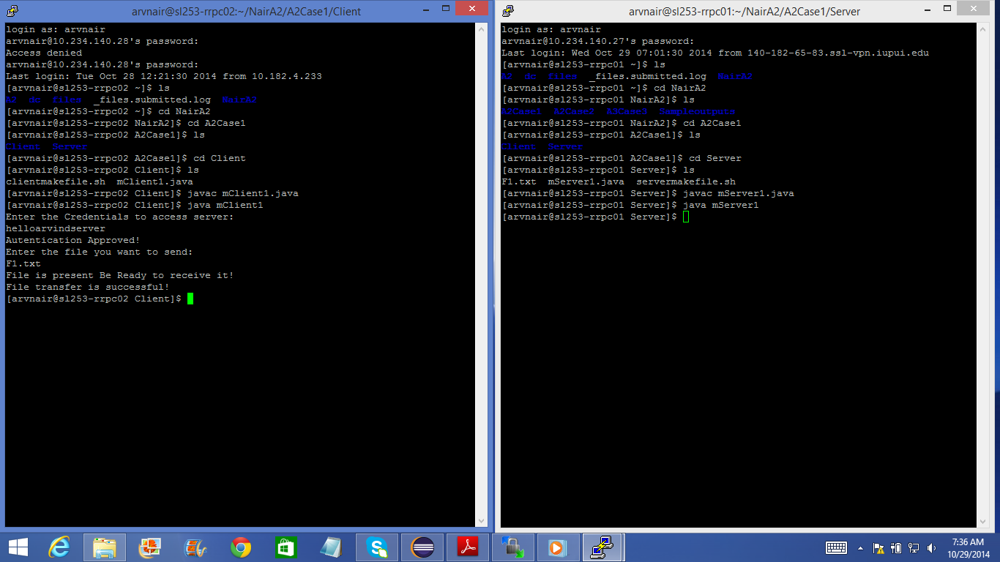 arvnair@sl253-rrpc02:~/NairA2/A2Case1/Client
login as: arvnair
arvnair@10.234.140.28's password:
Access denied
arvnair@10.234.140.28's password:
Last login: Tue Oct 28 12:21:30 2014 from 10.182.4.233
[arvnair@sl253-rrpc02 ~]$ ls
A2  dc  files  _files.submitted.log  NairA2
[arvnair@sl253-rrpc02 ~]$ cd NairA2
[arvnair@sl253-rrpc02 NairA2]$ cd A2Case1
[arvnair@sl253-rrpc02 A2Case1]$ ls
Client  Server
[arvnair@sl253-rrpc02 A2Case1]$ cd Client
[arvnair@sl253-rrpc02 Client]$ ls
clientmakefile.sh  mClient1.java
[arvnair@sl253-rrpc02 Client]$ javac mClient1.java
[arvnair@sl253-rrpc02 Client]$ java mClient1
Enter the Credentials to access server:
helloarvindserver
Autentication Approved!
Enter the file you want to send:
F1.txt
File is present Be Ready to receive it!
File transfer is successful!
[arvnair@sl253-rrpc02 Client]$
arvnair@sl253-rrpc01:~/NairA2/A2Case1/Server
login as: arvnair
arvnair@10.234.140.27's password:
Last login: Wed Oct 29 07:01:30 2014 from 140-182-65-83.ssl-vpn.iupui.edu
[arvnair@sl253-rrpc01 ~]$ ls
A2  dc  files  _files.submitted.log  NairA2
[arvnair@sl253-rrpc01 ~]$ cd NairA2
[arvnair@sl253-rrpc01 NairA2]$ ls
A2Case1  A2Case2  A3Case3  Sampleoutputs
[arvnair@sl253-rrpc01 NairA2]$ cd A2Case1
[arvnair@sl253-rrpc01 A2Case1]$ ls
Client  Server
[arvnair@sl253-rrpc01 A2Case1]$ cd Server
[arvnair@sl253-rrpc01 Server]$ ls
F1.txt  mServer1.java  servermakefile.sh
[arvnair@sl253-rrpc01 Server]$ javac mServer1.java
[arvnair@sl253-rrpc01 Server]$ java mServer1
[arvnair@sl253-rrpc01 Server]$
7:36 AM
10/29/2014